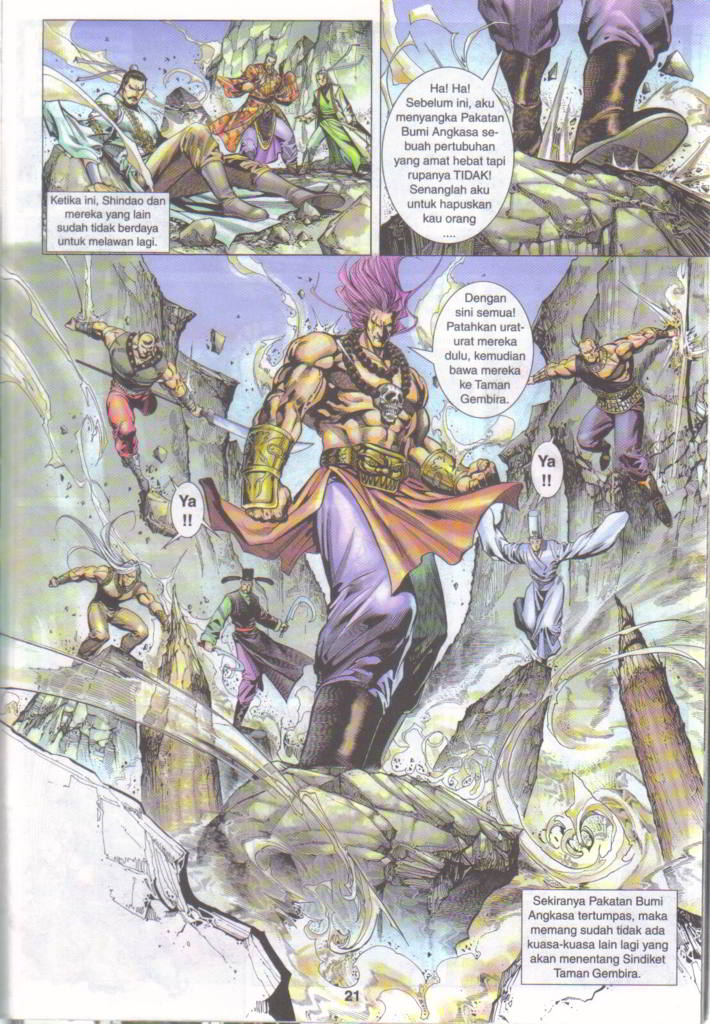 Ketika ini, Shindao dan
mereka yang lain
sudah tidak berdaya
untuk melawan lagi.
Ha! Ha!
Sebelum ini, aku
menyangka Pakatan
Bumi Angkasa se-
buah pertubuhan
yang amat hebat tapi
rupanya TIDAK!
Senanglah aku
untuk hapuskan
kau orang
....
Dengan
sini semua!
Patahkan urat-
urat mereka
dulu, kemudian
bawa mereka
ke Taman
Gembira.
Ya
!!
Ya
!!
Sekiranya Pakatan Bumi
Angkasa tertumpas, maka
memang sudah tidak ada
kuasa-kuasa lain lagi yang
akan menentang Sindiket
Taman Gembira.
21